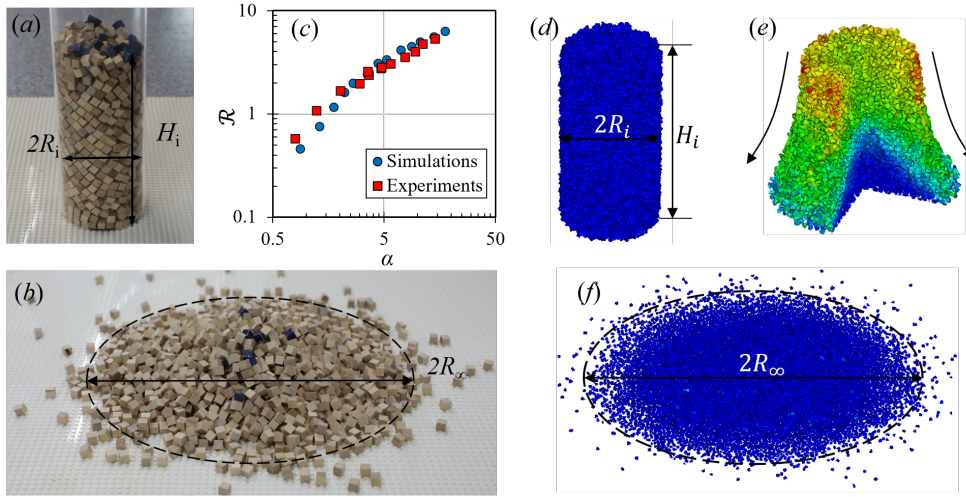 (a)
2Rᵢ
Hᵢ
(c)
ℛ
10
1
0.1
0.5
5
50
α
Simulations
Experiments
(d)
2Rᵢ
Hᵢ
(e)
(b)
2R∞
(f)
2R∞